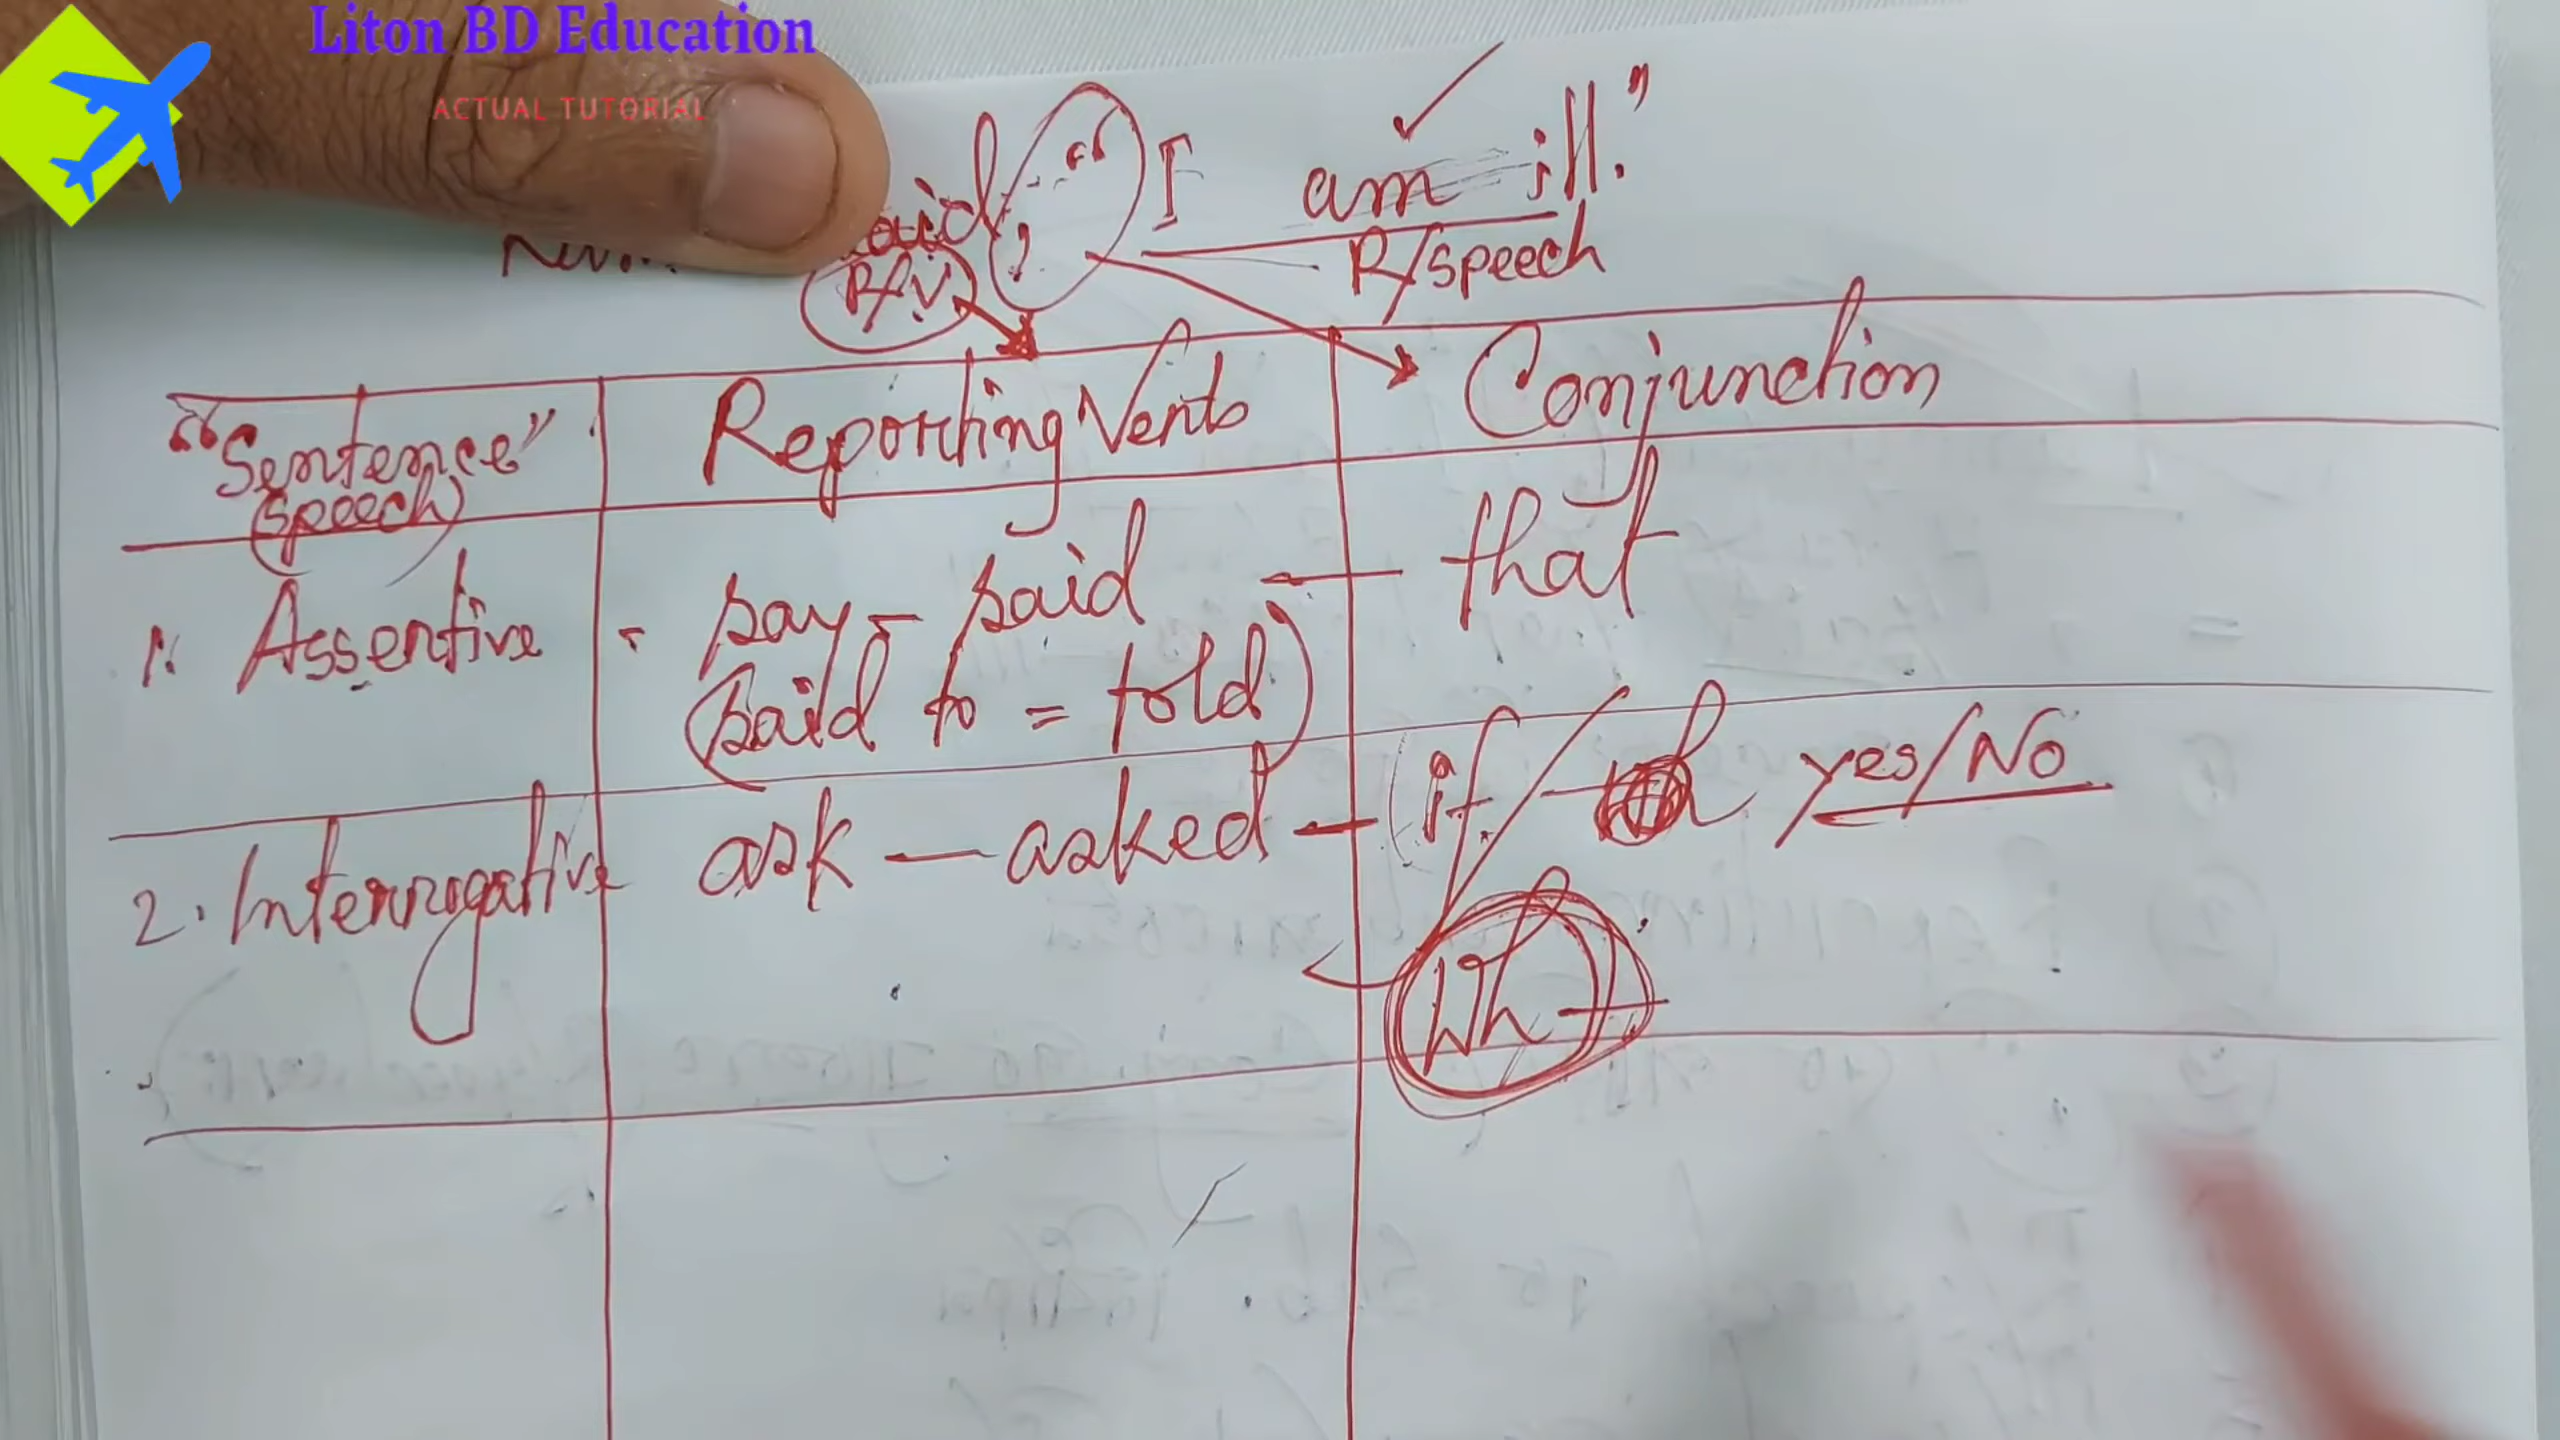 Liton BD Education
ACTUAL TUTORIAL
said , " I am ill."
R/V
R/speech
"Sentence" Reporting Verb Conjunction
(speech)
1. Assertive - say - said - that
(said to = told)
2. Interrogative ask - asked - if / yes/No
Wh -